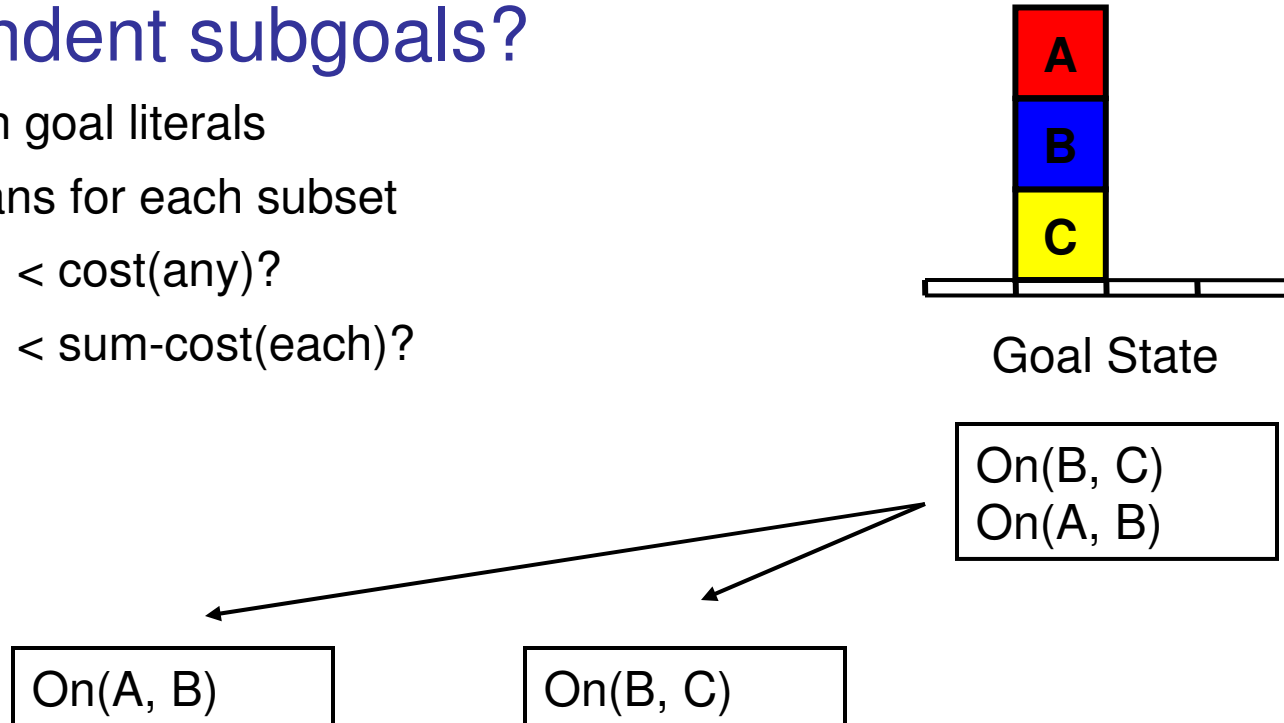 ndent subgoals?
n goal literals
ans for each subset
< cost(any)?
< sum-cost(each)?
A
B
C
Goal State
On(B, C)
On(A, B)
On(A, B)
On(B, C)